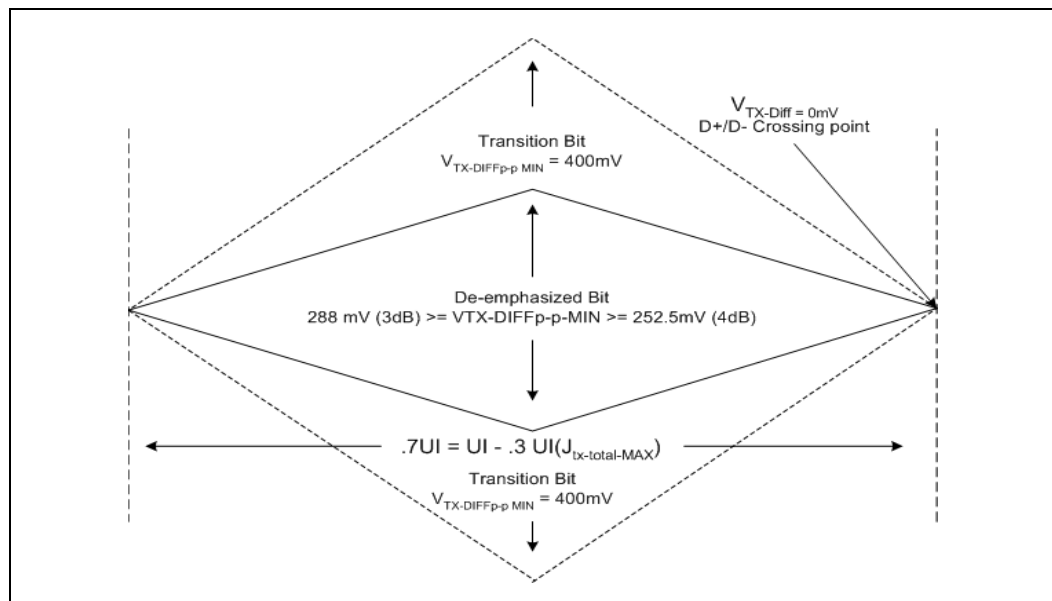 V_TX-Diff = 0mV
D+/D- Crossing point
Transition Bit
V_TX-DIFFp-p MIN = 400mV
De-emphasized Bit
288 mV (3dB) >= VTX-DIFFp-p-MIN >= 252.5mV (4dB)
.7UI = UI - .3 UI(J_tx-total-MAX)
Transition Bit
V_TX-DIFFp-p MIN = 400mV